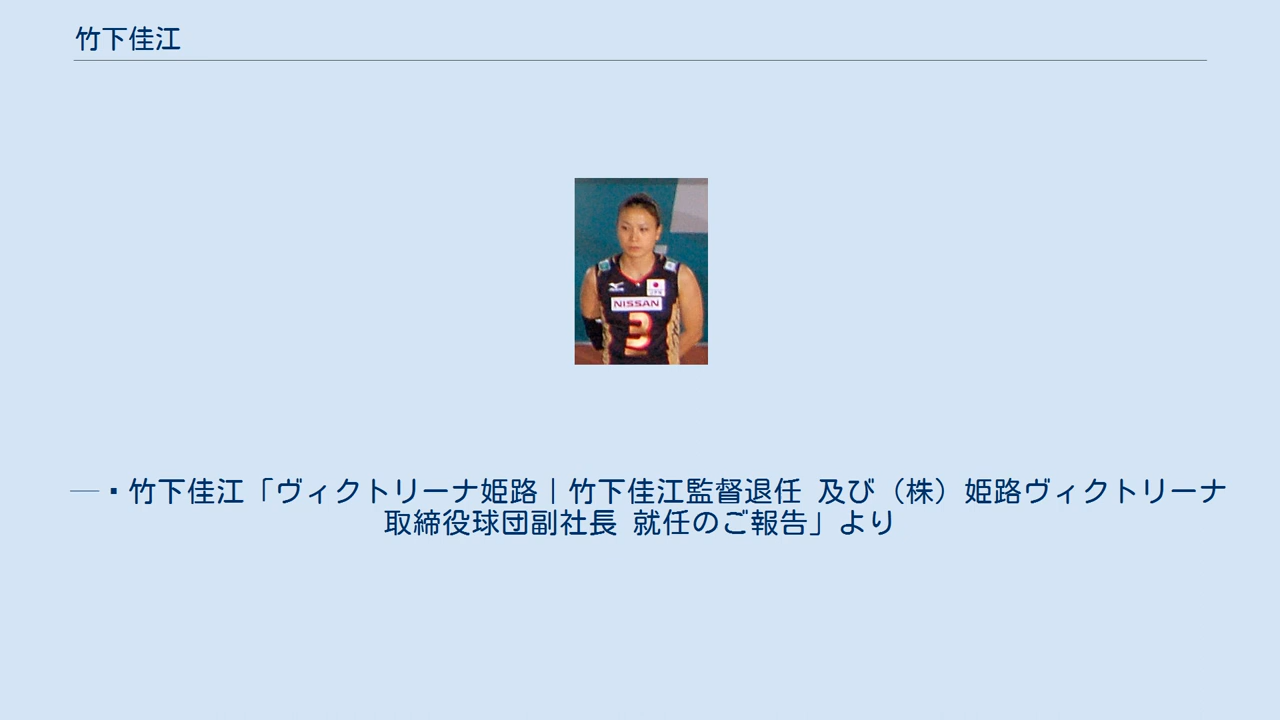 竹下佳江
NISSAN
3
―▪竹下佳江「ヴィクトリーナ姫路｜竹下佳江監督退任 及び（株）姫路ヴィクトリーナ
取締役球団副社長 就任のご報告」より